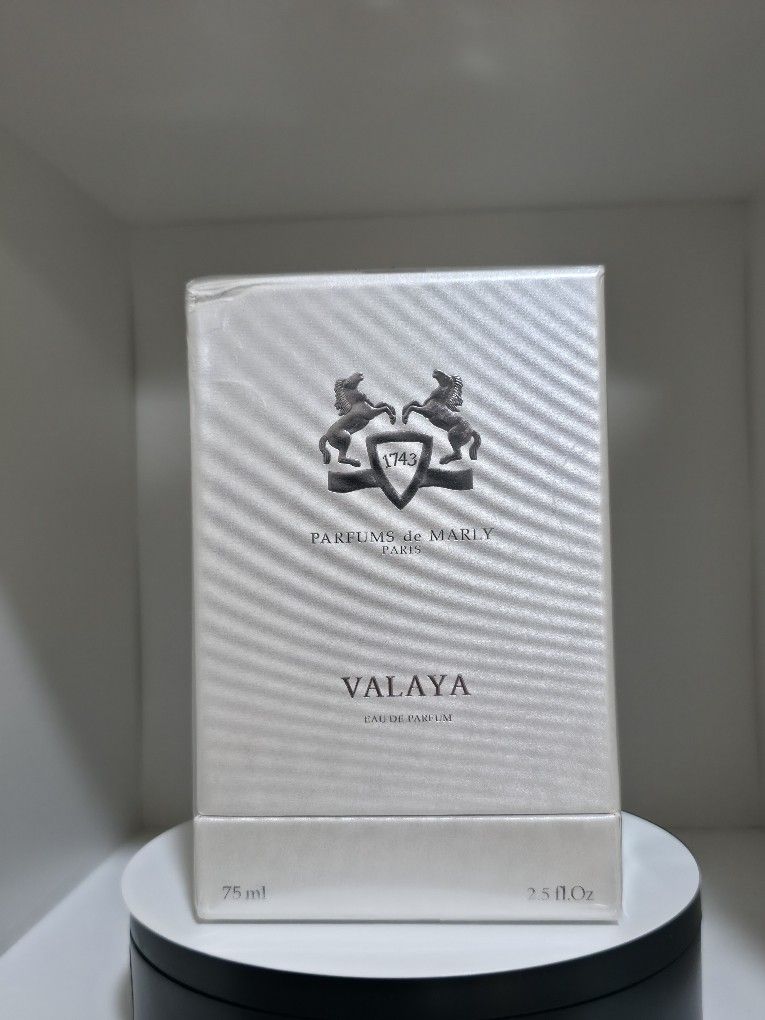 1743
PARFUMS de MARLY
PARIS
VALAYA
EAU DE PARFUM
75 ml
2.5 fl.Oz